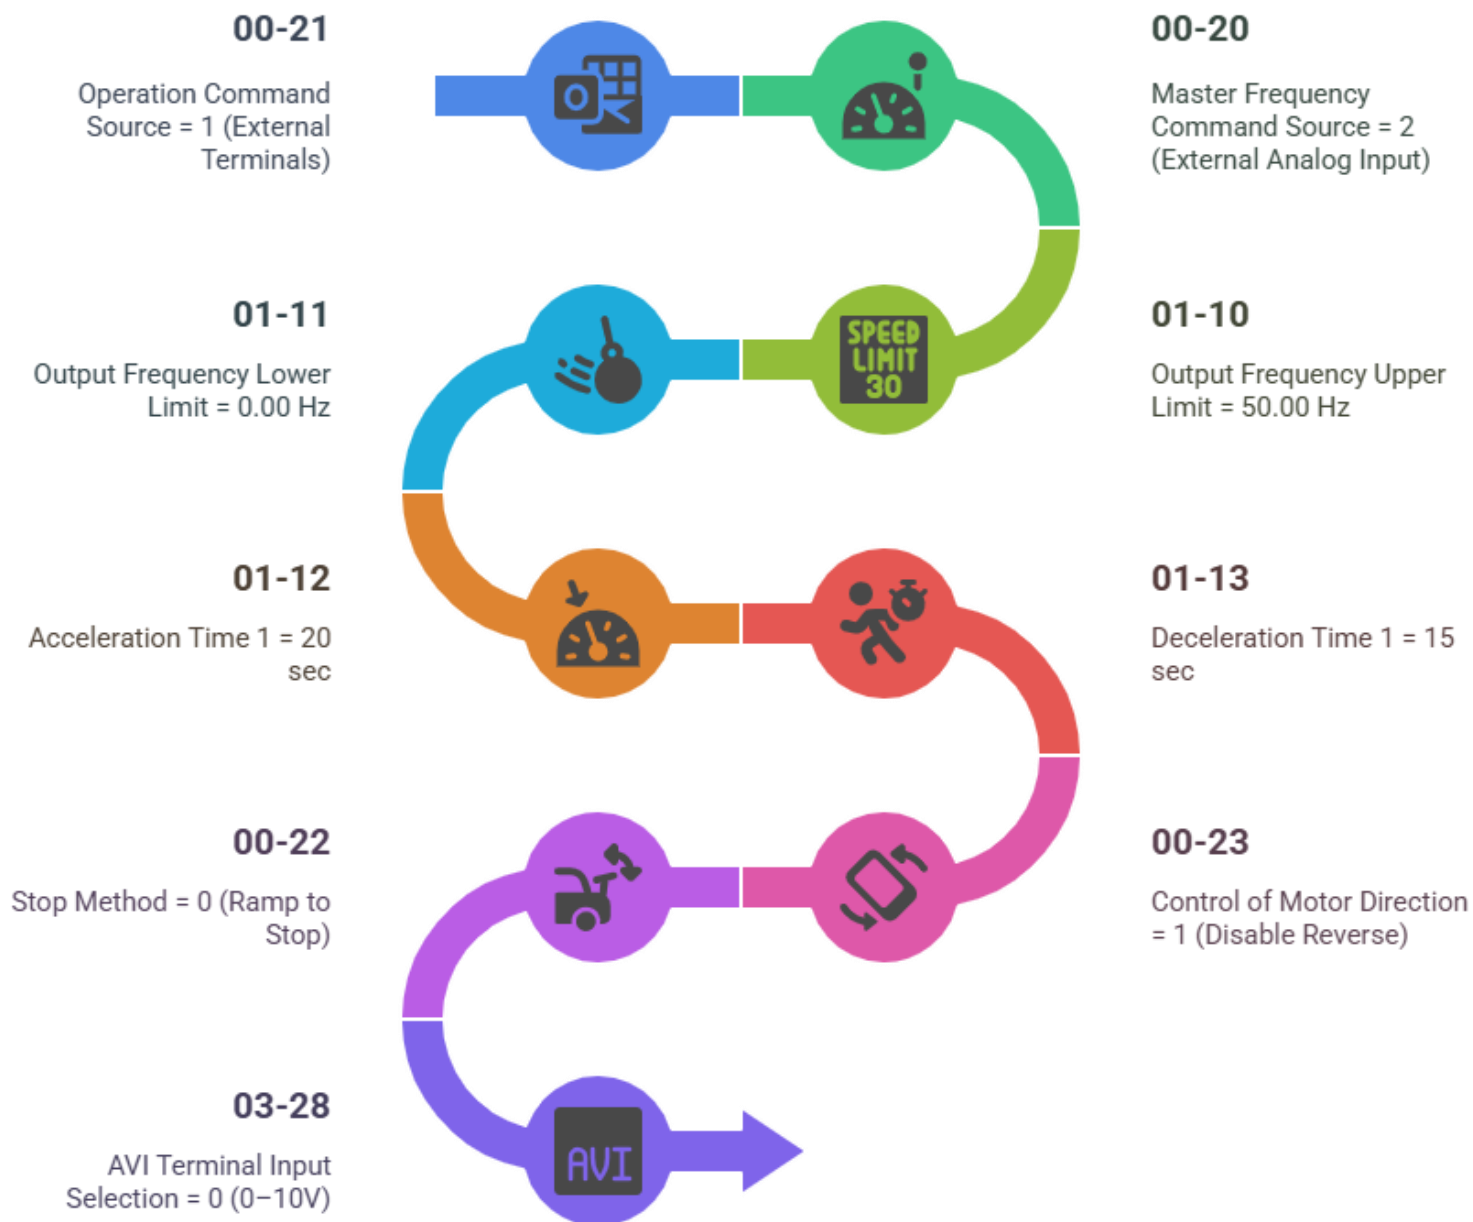 00-21
Operation Command
Source = 1 (External
Terminals)
00-20
Master Frequency
Command Source = 2
(External Analog Input)
01-10
Output Frequency Upper
Limit = 50.00 Hz
SPEED
LIMIT
30
01-11
Output Frequency Lower
Limit = 0.00 Hz
01-12
Acceleration Time 1 = 20
sec
01-13
Deceleration Time 1 = 15
sec
00-23
Control of Motor Direction
= 1 (Disable Reverse)
00-22
Stop Method = 0 (Ramp to
Stop)
03-28
AVI Terminal Input
Selection = 0 (0–10V)
AVI